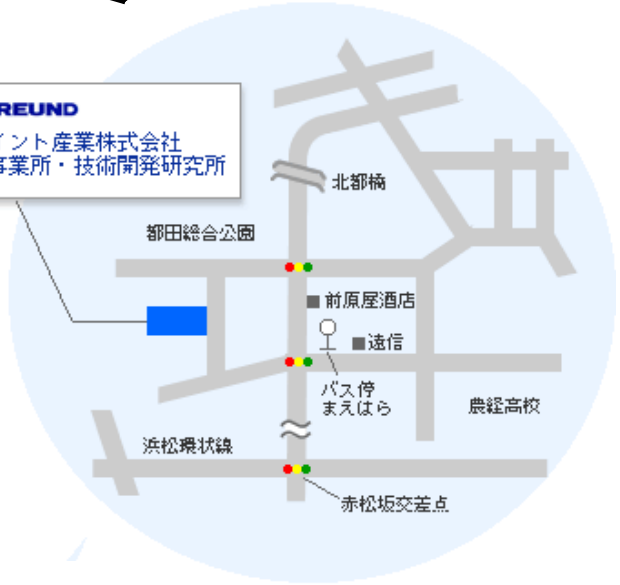 REUND
イント産業株式会社
事業所・技術開発研究所
北都橋
都田総合公園
前原屋酒店
遠信
バス停
まえはら
農経高校
浜松環状線
赤松坂交差点